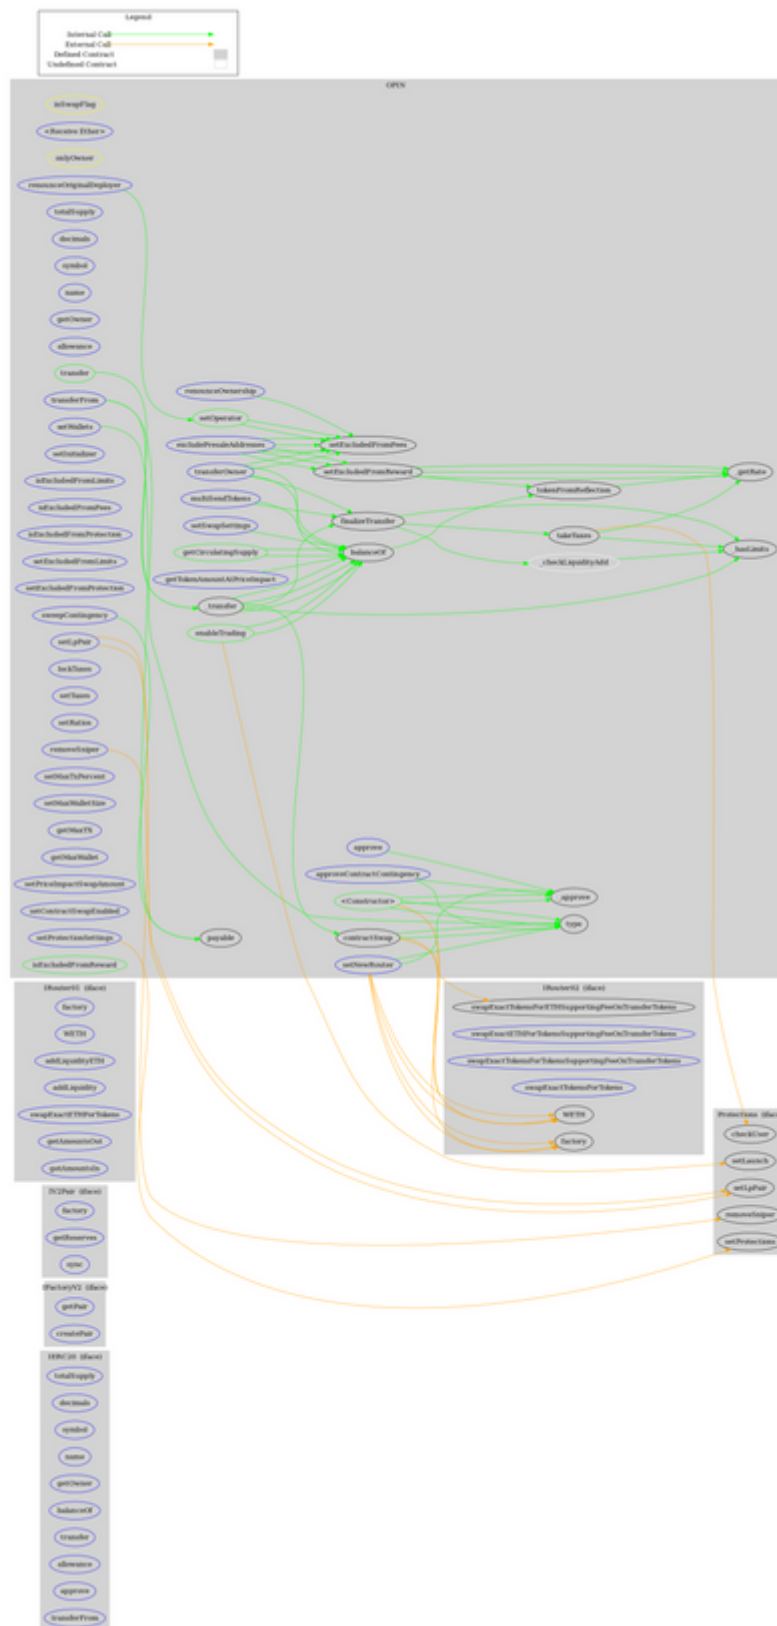 Legend
Internal Call
External Call
Defined Contract
Undefined Contract
OPIN
isSwapFlag
<Receive Ether>
onlyOwner
renounceOriginalDeployer
totalSupply
decimals
symbol
name
getOwner
allowance
transfer
transferFrom
setWallets
setInitializer
isExcludedFromLimits
isExcludedFromFees
isExcludedFromProtection
setExcludedFromLimits
setExcludedFromProtection
sweepContingency
setLpPair
lockTaxes
setTaxes
setRatios
removeSniper
setMaxTxPercent
setMaxWalletSize
getMaxTX
getMaxWallet
setPriceImpactSwapAmount
setContractSwapEnabled
setProtectionSettings
isExcludedFromReward
renounceOwnership
setOperator
excludePresaleAddresses
transferOwner
multiSendTokens
setSwapSettings
getCirculatingSupply
getTokenAmountAtPriceImpact
_transfer
enableTrading
payable
setExcludedFromFees
setExcludedFromReward
finalizeTransfer
balanceOf
approve
approveContractContingency
<Constructor>
contractSwap
setNewRouter
tokenFromReflection
takeTaxes
_checkLiquidityAdd
_approve
type
_getRate
_hasLimits
IRouter01 (iface)
factory
WETH
addLiquidityETH
addLiquidity
swapExactETHForTokens
getAmountsOut
getAmountsIn
IRouter02 (iface)
swapExactTokensForETHSupportingFeeOnTransferTokens
swapExactETHForTokensSupportingFeeOnTransferTokens
swapExactTokensForTokensSupportingFeeOnTransferTokens
swapExactTokensForTokens
WETH
factory
Protections (iface
checkUser
setLaunch
setLpPair
removeSniper
setProtections
IV2Pair (iface)
factory
getReserves
sync
IFactoryV2 (iface)
getPair
createPair
IERC20 (iface)
totalSupply
decimals
symbol
name
getOwner
balanceOf
transfer
allowance
approve
transferFrom